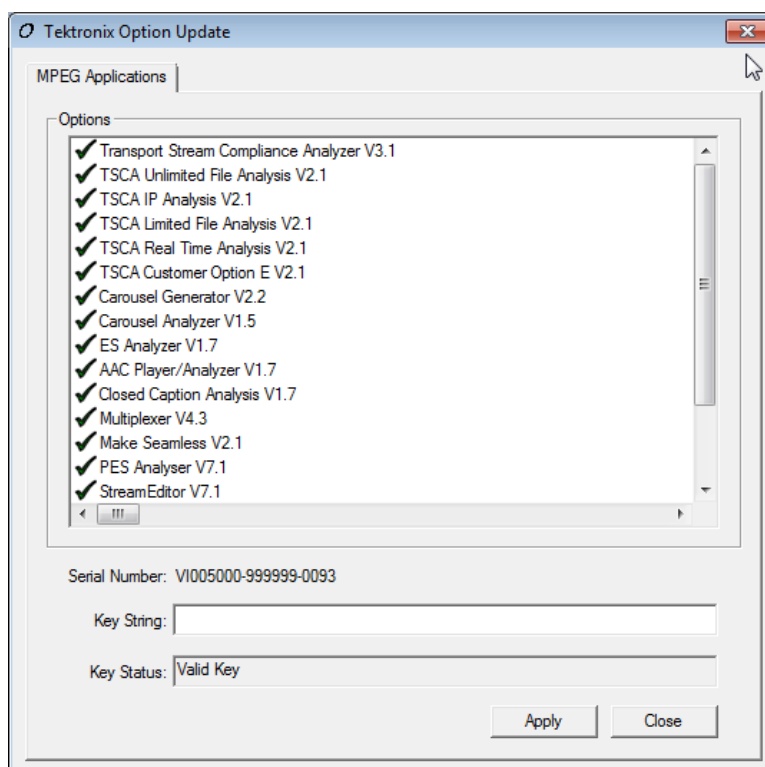 Tektronix Option Update
MPEG Applications
Options
Transport Stream Compliance Analyzer V3.1
TSCA Unlimited File Analysis V2.1
TSCA IP Analysis V2.1
TSCA Limited File Analysis V2.1
TSCA Real Time Analysis V2.1
TSCA Customer Option E V2.1
Carousel Generator V2.2
Carousel Analyzer V1.5
ES Analyzer V1.7
AAC Player/Analyzer V1.7
Closed Caption Analysis V1.7
Multiplexer V4.3
Make Seamless V2.1
PES Analyser V7.1
StreamEditor V7.1
Serial Number: VI005000-999999-0093
Key String:
Key Status: Valid Key
Apply Close